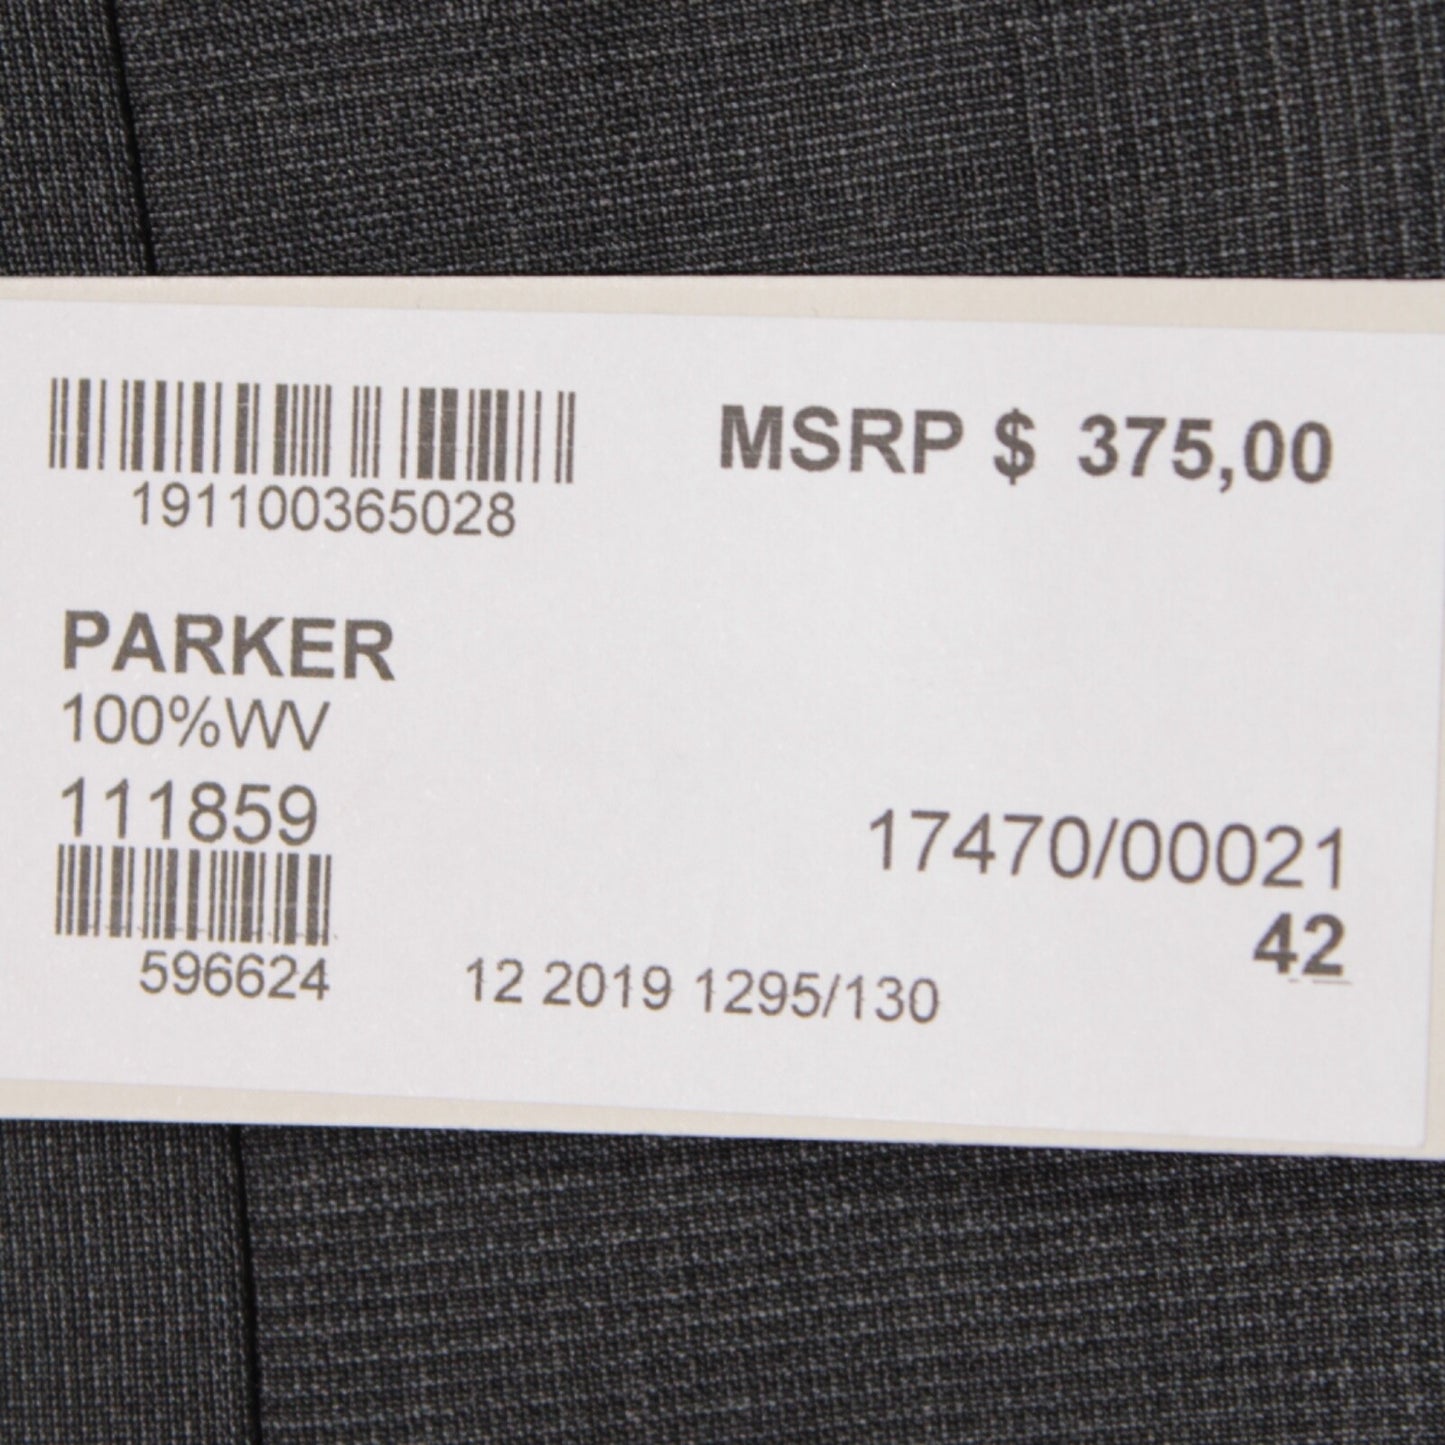 191100365028
MSRP $ 375,00
PARKER
100%WV
111859
17470/00021
42
596624
12 2019 1295/130